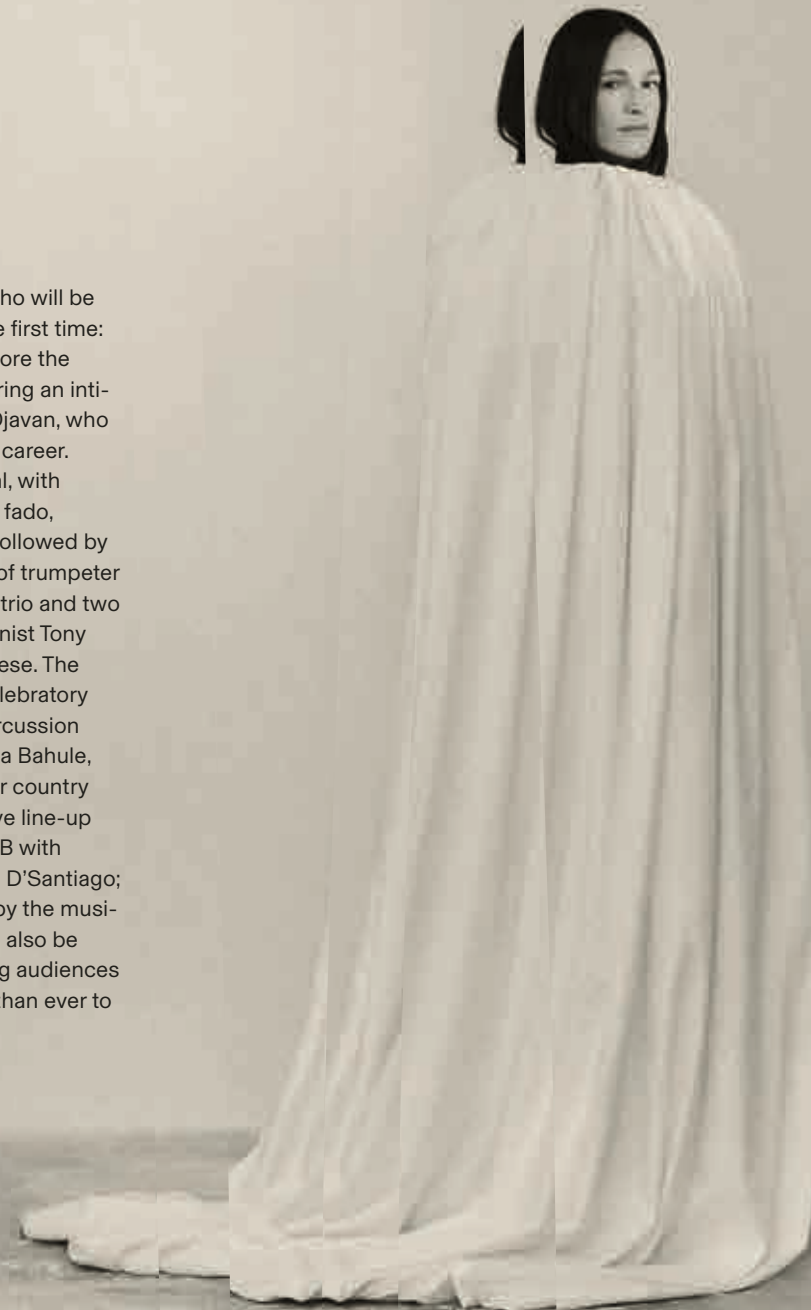 ho will be
e first time:
ore the
ring an inti-
Djavan, who
career.
l, with
fado,
ollowed by
of trumpeter
trio and two
nist Tony
ese. The
lebratory
rcussion
a Bahule,
r country
ve line-up
B with
D’Santiago;
by the musi-
also be
g audiences
than ever to